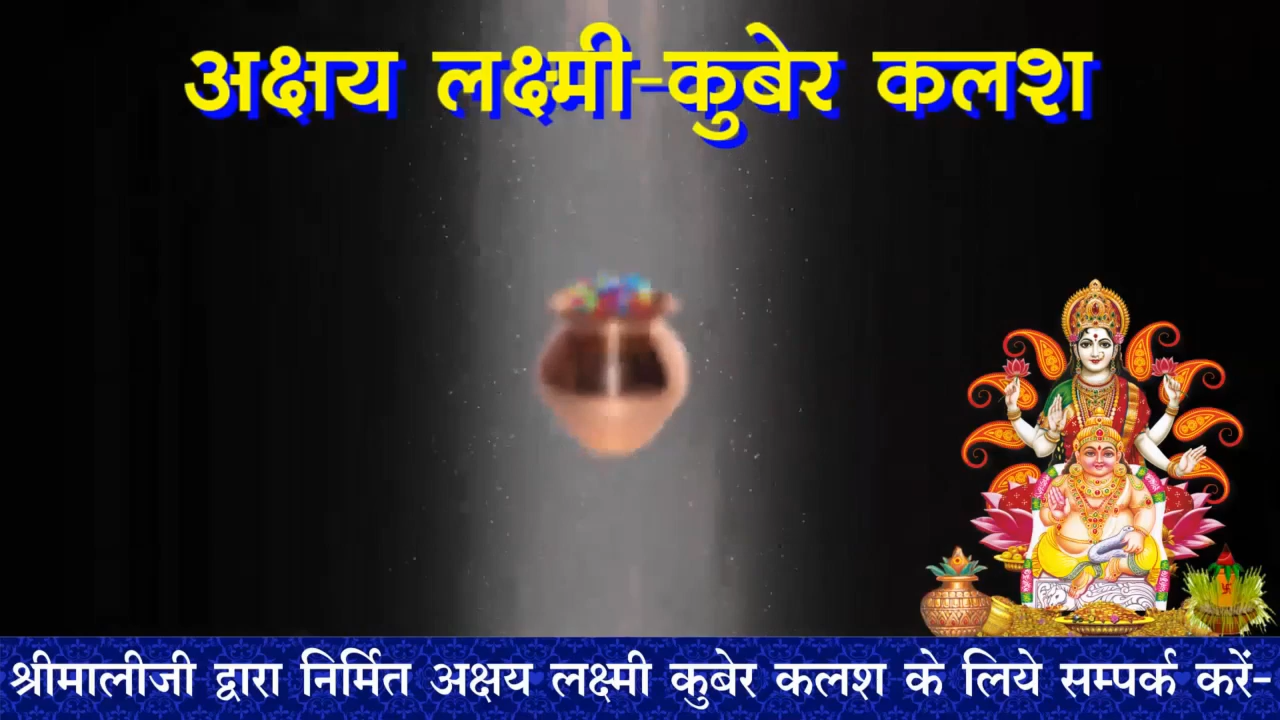 अक्षय लक्ष्मी-कुबेर कलश
श्रीमालीजी द्वारा निर्मित अक्षय लक्ष्मी कुबेर कलश के लिये सम्पर्क करें-